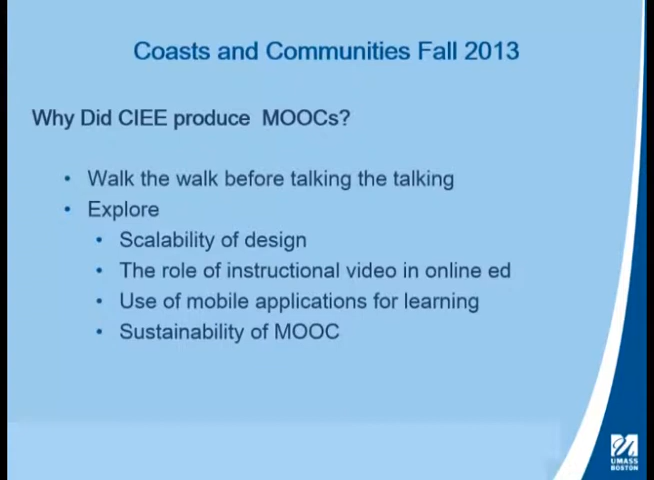 Coasts and Communities Fall 2013
Why Did CIEE produce MOOCs?
• Walk the walk before talking the talking
• Explore
• Scalability of design
• The role of instructional video in online ed
• Use of mobile applications for learning
• Sustainability of MOOC
UMASS
BOSTON